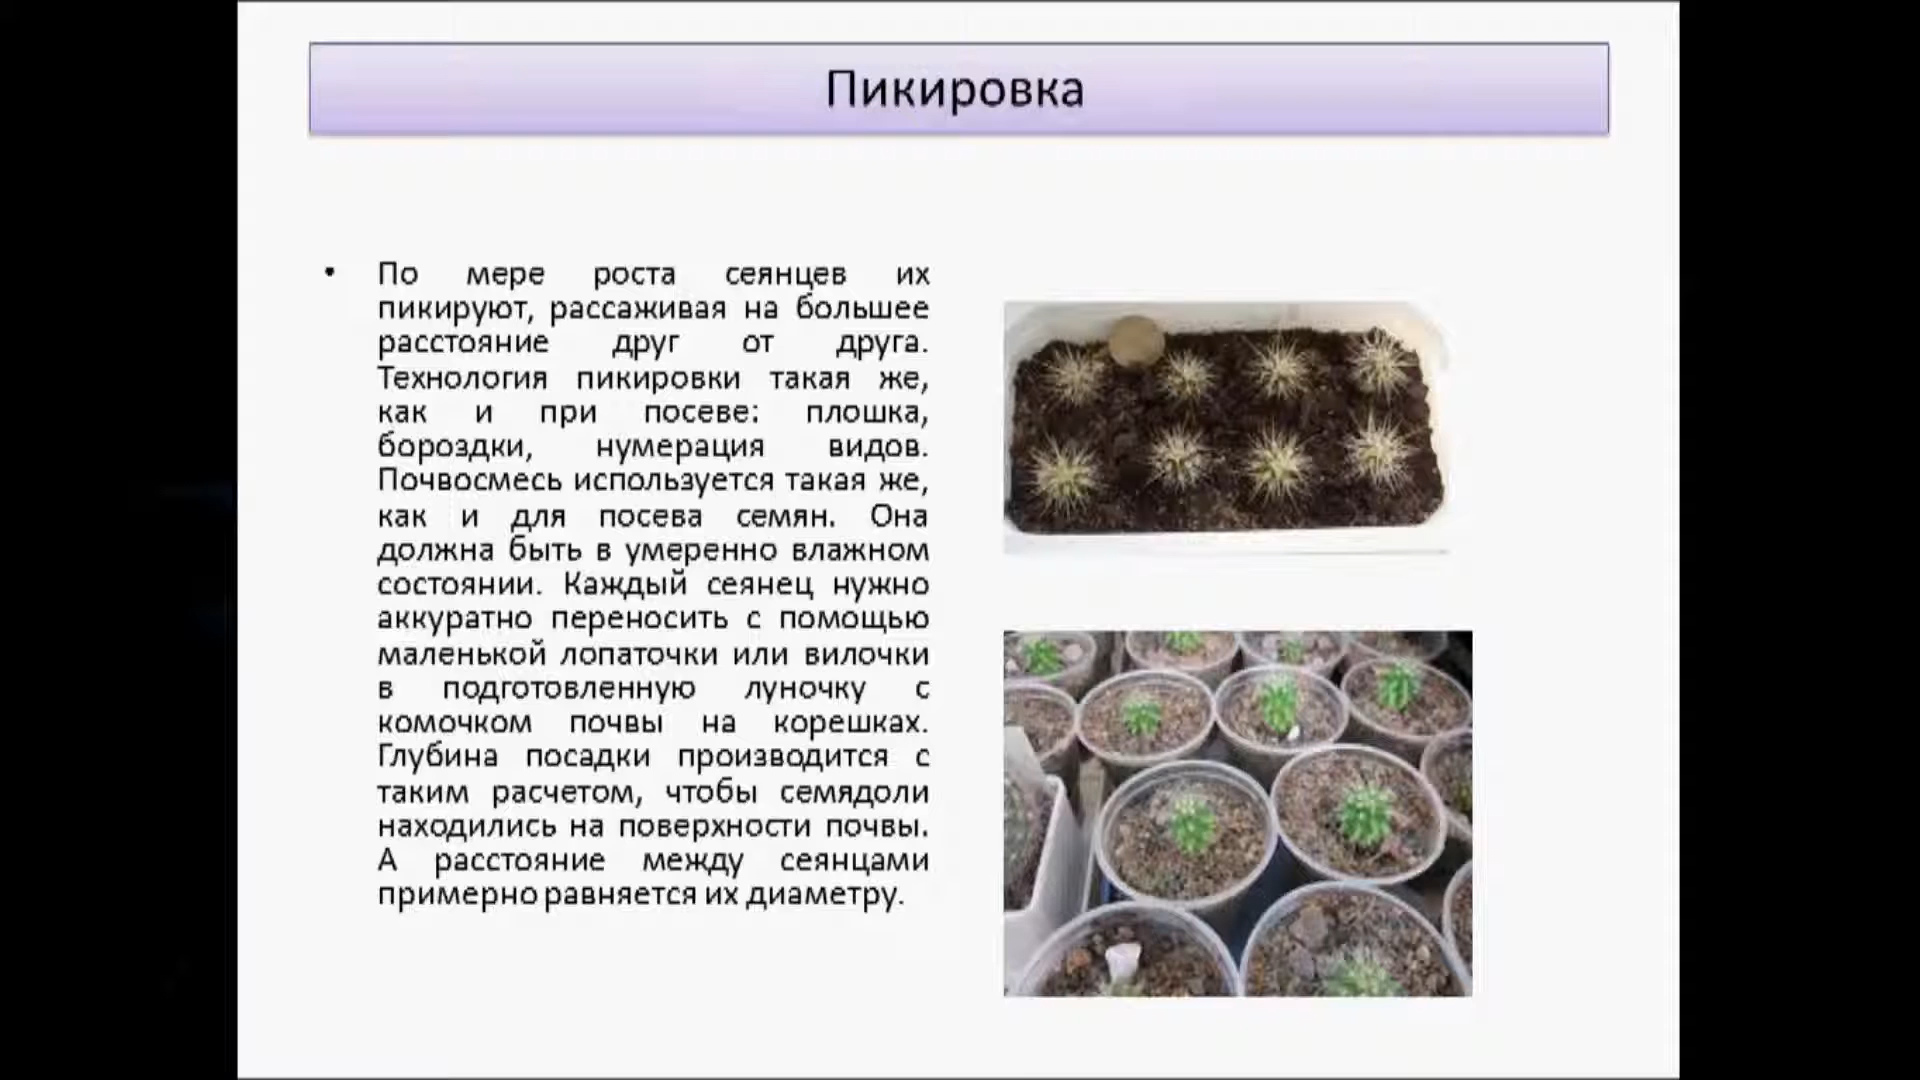 Пикировка
• По мере роста сеянцев их
пикируют, рассаживая на большее
расстояние друг от друга.
Технология пикировки такая же,
как и при посеве: плошка,
бороздки, нумерация видов.
Почвосмесь используется такая же,
как и для посева семян. Она
должна быть в умеренно влажном
состоянии. Каждый сеянец нужно
аккуратно переносить с помощью
маленькой лопаточки или вилочки
в подготовленную луночку с
комочком почвы на корешках.
Глубина посадки производится с
таким расчетом, чтобы семядоли
находились на поверхности почвы.
А расстояние между сеянцами
примерно равняется их диаметру.